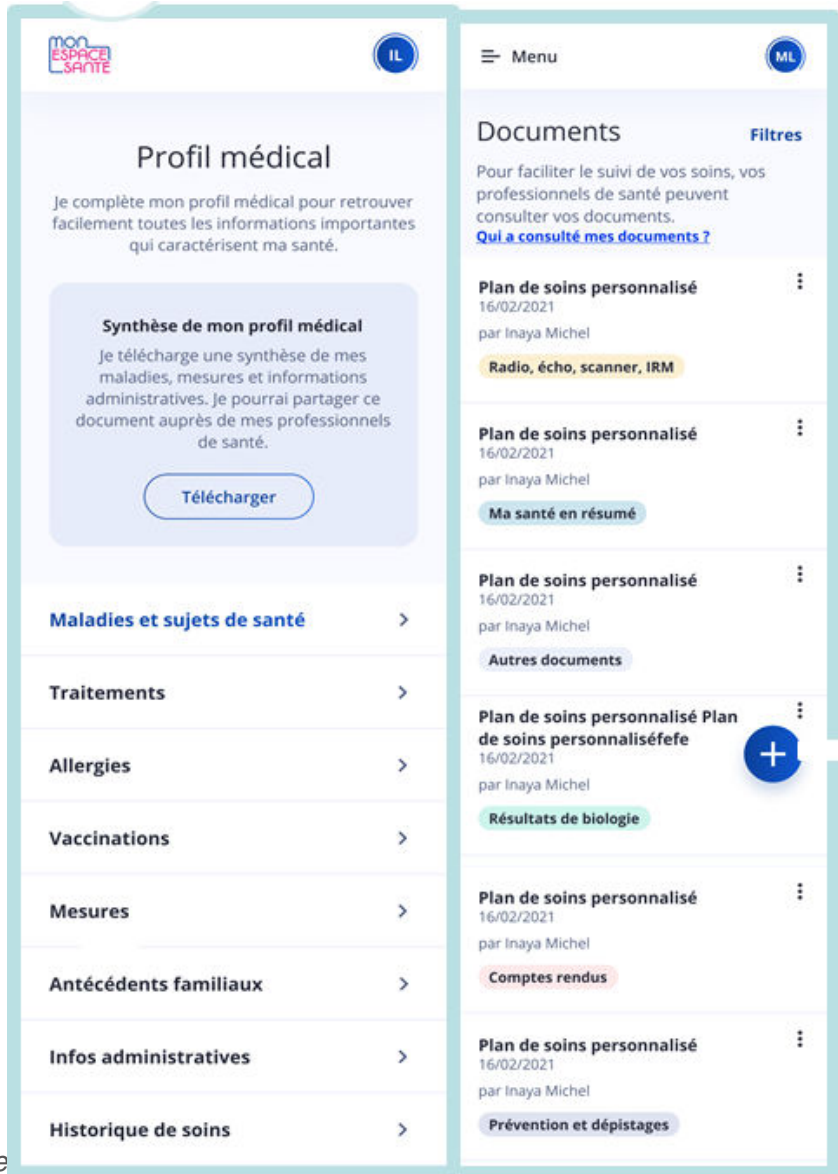 mon
ESPACE
SANTÉ
IL
Profil médical
Je complète mon profil médical pour retrouver
facilement toutes les informations importantes
qui caractérisent ma santé.
Synthèse de mon profil médical
Je télécharge une synthèse de mes
maladies, mesures et informations
administratives. Je pourrai partager ce
document auprès de mes professionnels
de santé.
Télécharger
Maladies et sujets de santé
Traitements
Allergies
Vaccinations
Mesures
Antécédents familiaux
Infos administratives
Historique de soins
e
Menu
ML
Documents
Filtres
Pour faciliter le suivi de vos soins, vos
professionnels de santé peuvent
consulter vos documents.
Qui a consulté mes documents ?
Plan de soins personnalisé
16/02/2021
par Inaya Michel
Radio, écho, scanner, IRM
Plan de soins personnalisé
16/02/2021
par Inaya Michel
Ma santé en résumé
Plan de soins personnalisé
16/02/2021
par Inaya Michel
Autres documents
Plan de soins personnalisé Plan
de soins personnaliséfefe
16/02/2021
par Inaya Michel
Résultats de biologie
Plan de soins personnalisé
16/02/2021
par Inaya Michel
Comptes rendus
Plan de soins personnalisé
16/02/2021
par Inaya Michel
Prévention et dépistages